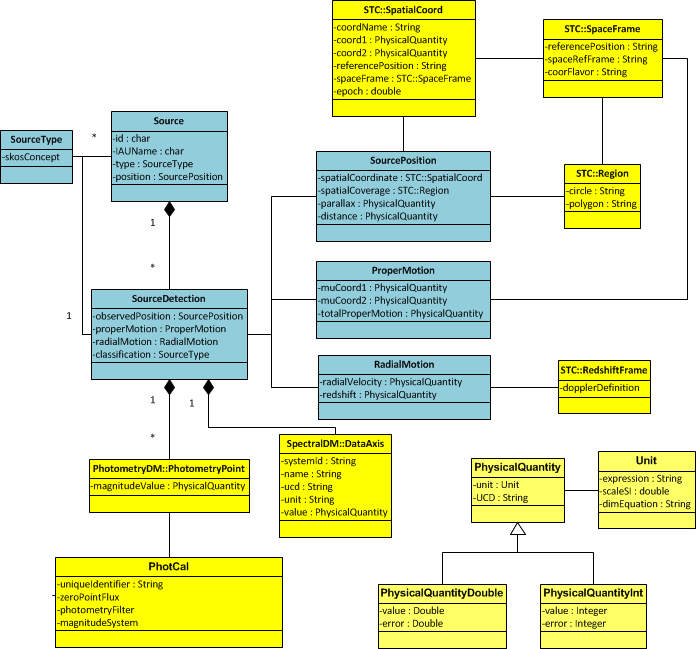 STC::SpatialCoord
-coordName : String
-coord1 : PhysicalQuantity
-coord2 : PhysicalQuantity
-referencePosition : String
-spaceFrame : STC::SpaceFrame
-epoch : double
STC::SpaceFrame
-referencePosition : String
-spaceRefFrame : String
-coorFlavor : String
Source
-id : char
-IAUName : char
-type : SourceType
-position : SourcePosition
SourceType
-skosConcept
*
1
*
1
SourcePosition
-spatialCoordinate : STC::SpatialCoord
-spatialCoverage : STC::Region
-parallax : PhysicalQuantity
-distance : PhysicalQuantity
STC::Region
-circle : String
-polygon : String
SourceDetection
-observedPosition : SourcePosition
-properMotion : ProperMotion
-radialMotion : RadialMotion
-classification : SourceType
ProperMotion
-muCoord1 : PhysicalQuantity
-muCoord2 : PhysicalQuantity
-totalProperMotion : PhysicalQuantity
RadialMotion
-radialVelocity : PhysicalQuantity
-redshift : PhysicalQuantity
STC::RedshiftFrame
-dopplerDefinition
1
1
*
PhotometryDM::PhotometryPoint
-magnitudeValue : PhysicalQuantity
SpectralDM::DataAxis
-systemId : String
-name : String
-ucd : String
-unit : String
-value : PhysicalQuantity
PhysicalQuantity
-unit : Unit
-UCD : String
Unit
-expression : String
-scaleSI : double
-dimEquation : String
PhotCal
-uniqueIdentifier : String
-zeroPointFlux
-photometryFilter
-magnitudeSystem
PhysicalQuantityDouble
-value : Double
-error : Double
PhysicalQuantityInt
-value : Integer
-error : Integer